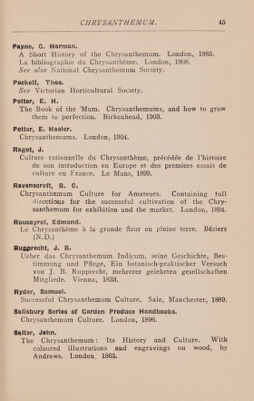 CHRYSANTHEMUM. 45
Payne, C. Harman.
A Short History of the Chrysanthemum. London, 1885.
La bibliographie du Chrysanthème. London, 1908.
See also National Chrysanthemum Society.
Pockett, Thos.
See Victorian Horticultural Society.
Potter, E. H.
The Book of the 'Mum. Chrysanthemums, and how to grow
them to perfection. Birkenhead, 1903.
Pottur, E. Hasler.
Chrysanthemums. London, 1904.
Ragot, J.
Culture rationnelle du Chrysanthème, précédée de l'histoire
de son introduction en Europe et des premiers essais de
culture en France. Le Mans, 1899.
Ravenscroft, B. C.
Chrysanthemum Culture for Amateurs. Containing full
directions for the successful cultivation of the Chry-
santhemum for exhibition and the market. London, 1894.
Roucayrol, Edmond.
Le Chrysanthème à la grande fleur en pleine terre. Béziers
(N.D.)
Rupprecht, J. B.
Ueber das Chrysanthemum Indicum, seine Geschichte, Bes-
timmung und Pflege, Ein botanisch-praktischer Versuch
von J. B. Rupprecht, mehrerer gelehrten gesellschaften
Mitgliede. Vienna, 1833.
Ryder, Samuel.
Successful Chrysanthemum Culture. Sale, Manchester, 1889.
Salisbury Series of Garden Produce Handbooks.
Chrysanthemum Culture. London, 1896.
Salter, John.
The Chrysanthemum: Its History and Culture. With
coloured illustrations and engravings on wood, by
Andrews. London, 1865.